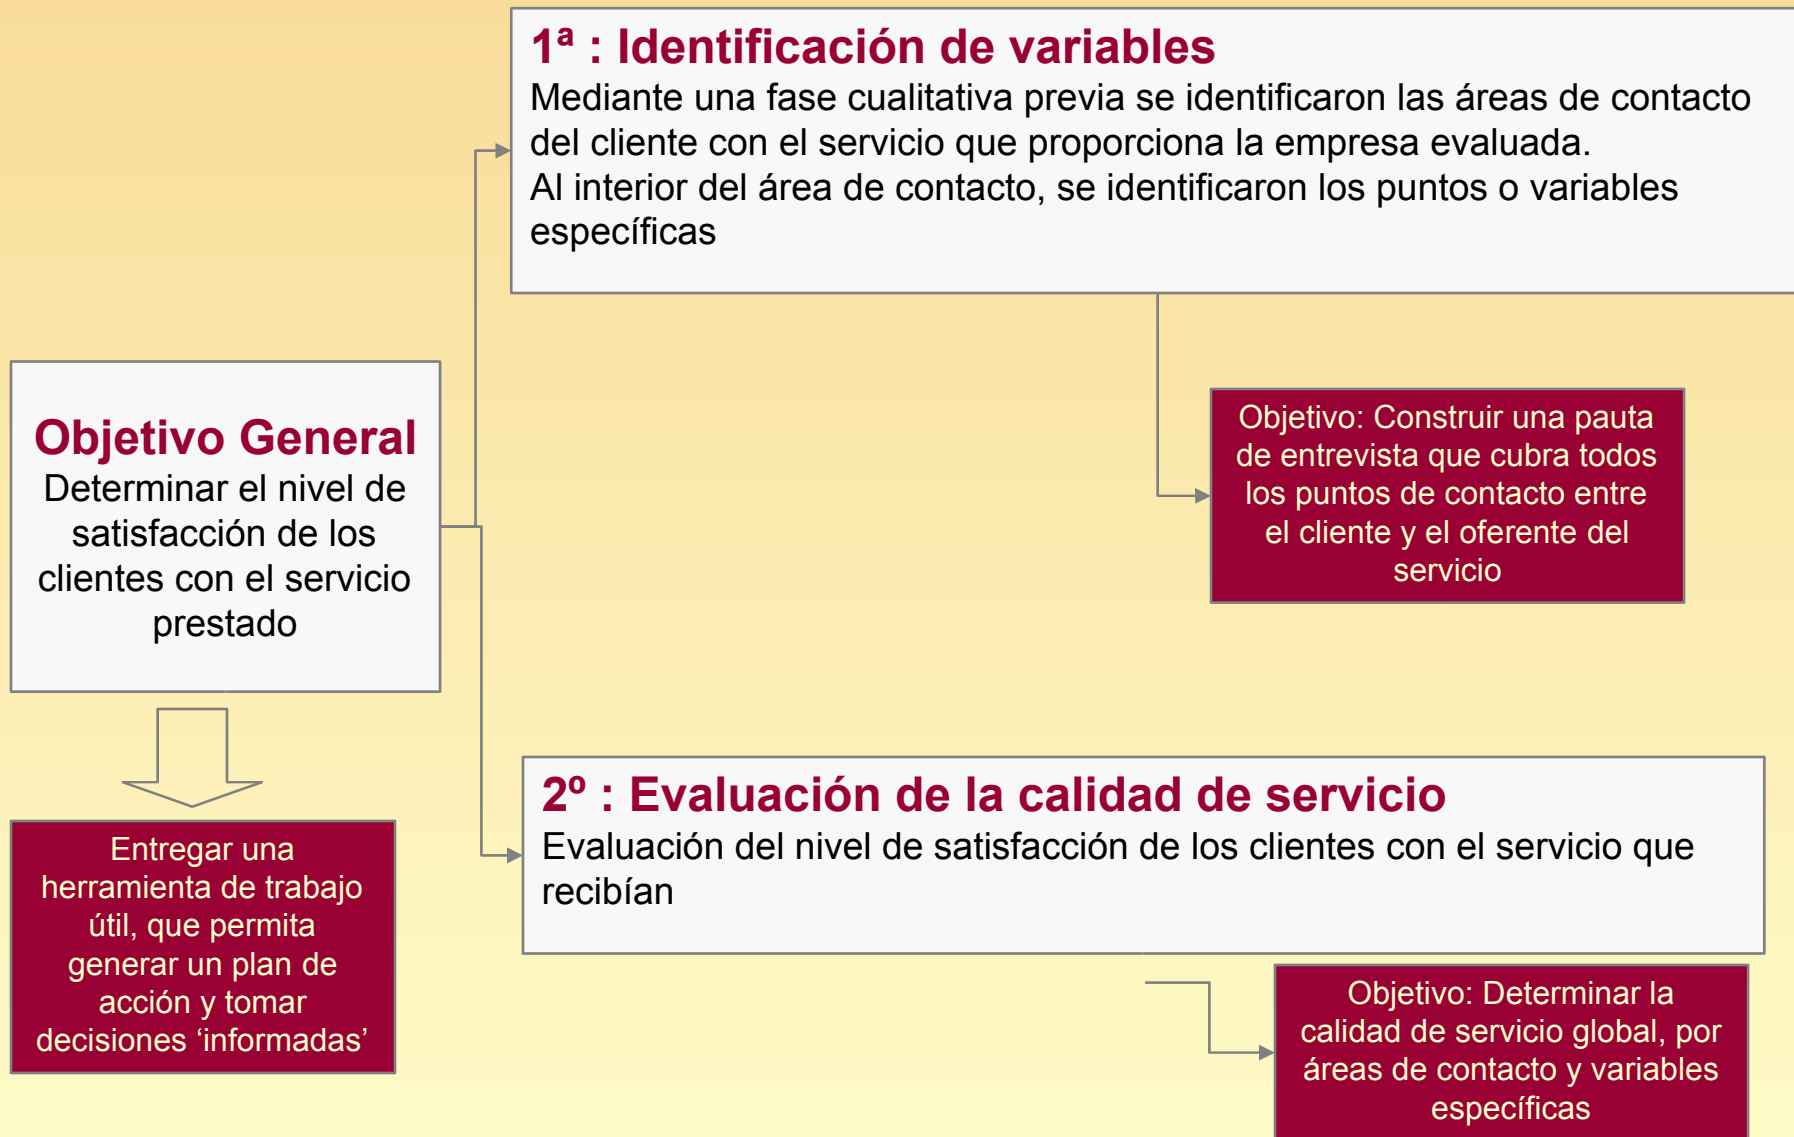 1ª : Identificación de variables
Mediante una fase cualitativa previa se identificaron las áreas de contacto
del cliente con el servicio que proporciona la empresa evaluada.
Al interior del área de contacto, se identificaron los puntos o variables
específicas
Objetivo General
Determinar el nivel de
satisfacción de los
clientes con el servicio
prestado
Objetivo: Construir una pauta
de entrevista que cubra todos
los puntos de contacto entre
el cliente y el oferente del
servicio
Entregar una
herramienta de trabajo
útil, que permita
generar un plan de
acción y tomar
decisiones ‘informadas’
2º : Evaluación de la calidad de servicio
Evaluación del nivel de satisfacción de los clientes con el servicio que
recibían
Objetivo: Determinar la
calidad de servicio global, por
áreas de contacto y variables
específicas